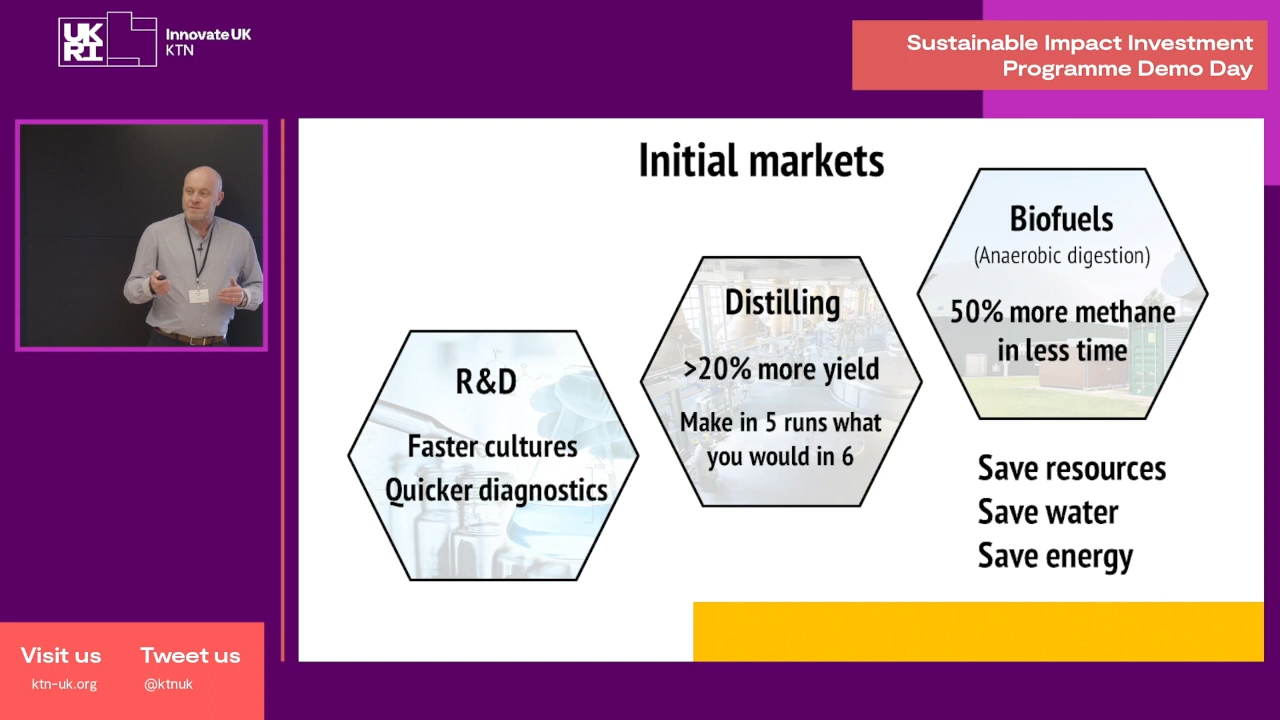 UK
RI
Innovate UK
KTN
Sustainable Impact Investment
Programme Demo Day
Initial markets
R&D
Faster cultures
Quicker diagnostics
Distilling
>20% more yield
Make in 5 runs what
you would in 6
Biofuels
(Anaerobic digestion)
50% more methane
in less time
Save resources
Save water
Save energy
Visit us
ktn-uk.org
Tweet us
@ktnuk